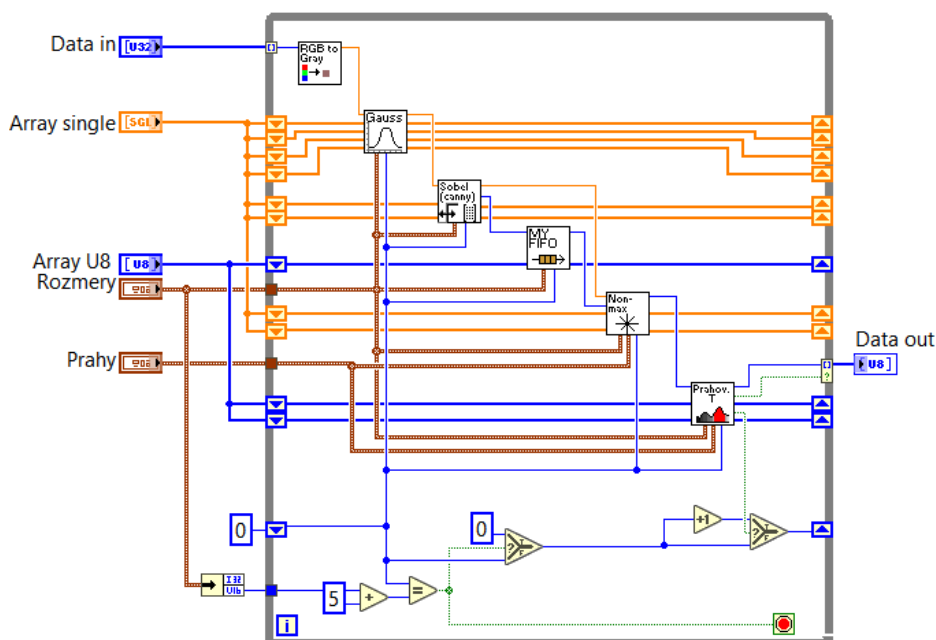 Data in
[U32]
RGB to
Gray
Array single
[SGL
Gauss
Sobel
(canny)
MY
FIFO
Array U8
[U8]
Rozmery
Non-
max
Data out
U8]
Prahy
Prahov.
T
0
0
+1
?
T
F
?
T
F
I32
U16
5
+
=
i